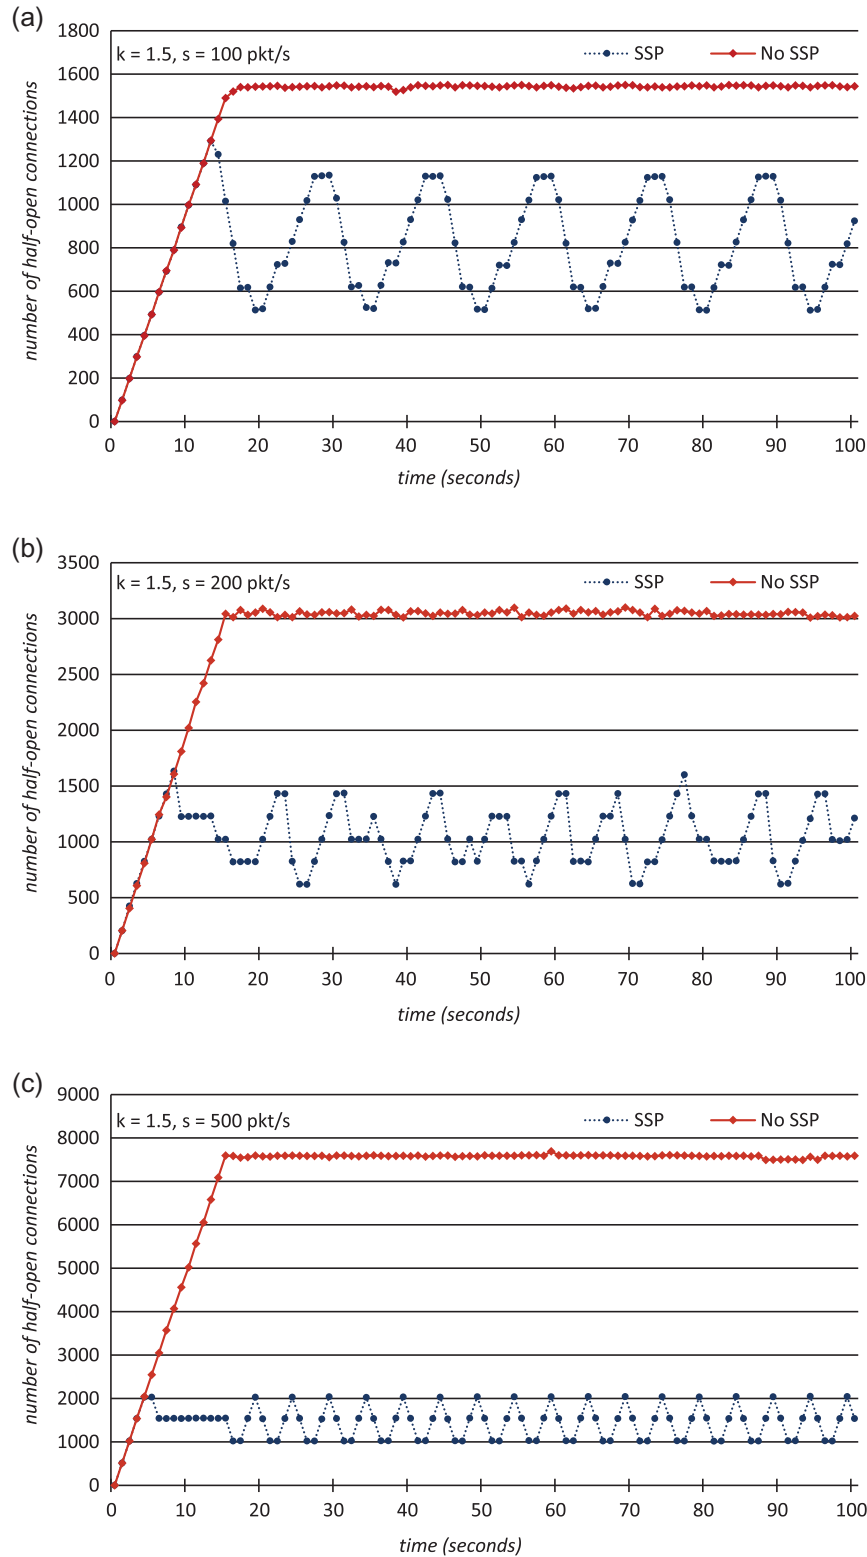 (a)
1800
k = 1.5, s = 100 pkt/s
SSP
No SSP
1600
1400
1200
1000
800
600
400
200
0
number of half-open connections
0 10 20 30 40 50 60 70 80 90 100
time (seconds)
(b)
3500
k = 1.5, s = 200 pkt/s
SSP
No SSP
3000
2500
2000
1500
1000
500
0
number of half-open connections
0 10 20 30 40 50 60 70 80 90 100
time (seconds)
(c)
9000
k = 1.5, s = 500 pkt/s
SSP
No SSP
8000
7000
6000
5000
4000
3000
2000
1000
0
number of half-open connections
0 10 20 30 40 50 60 70 80 90 100
time (seconds)